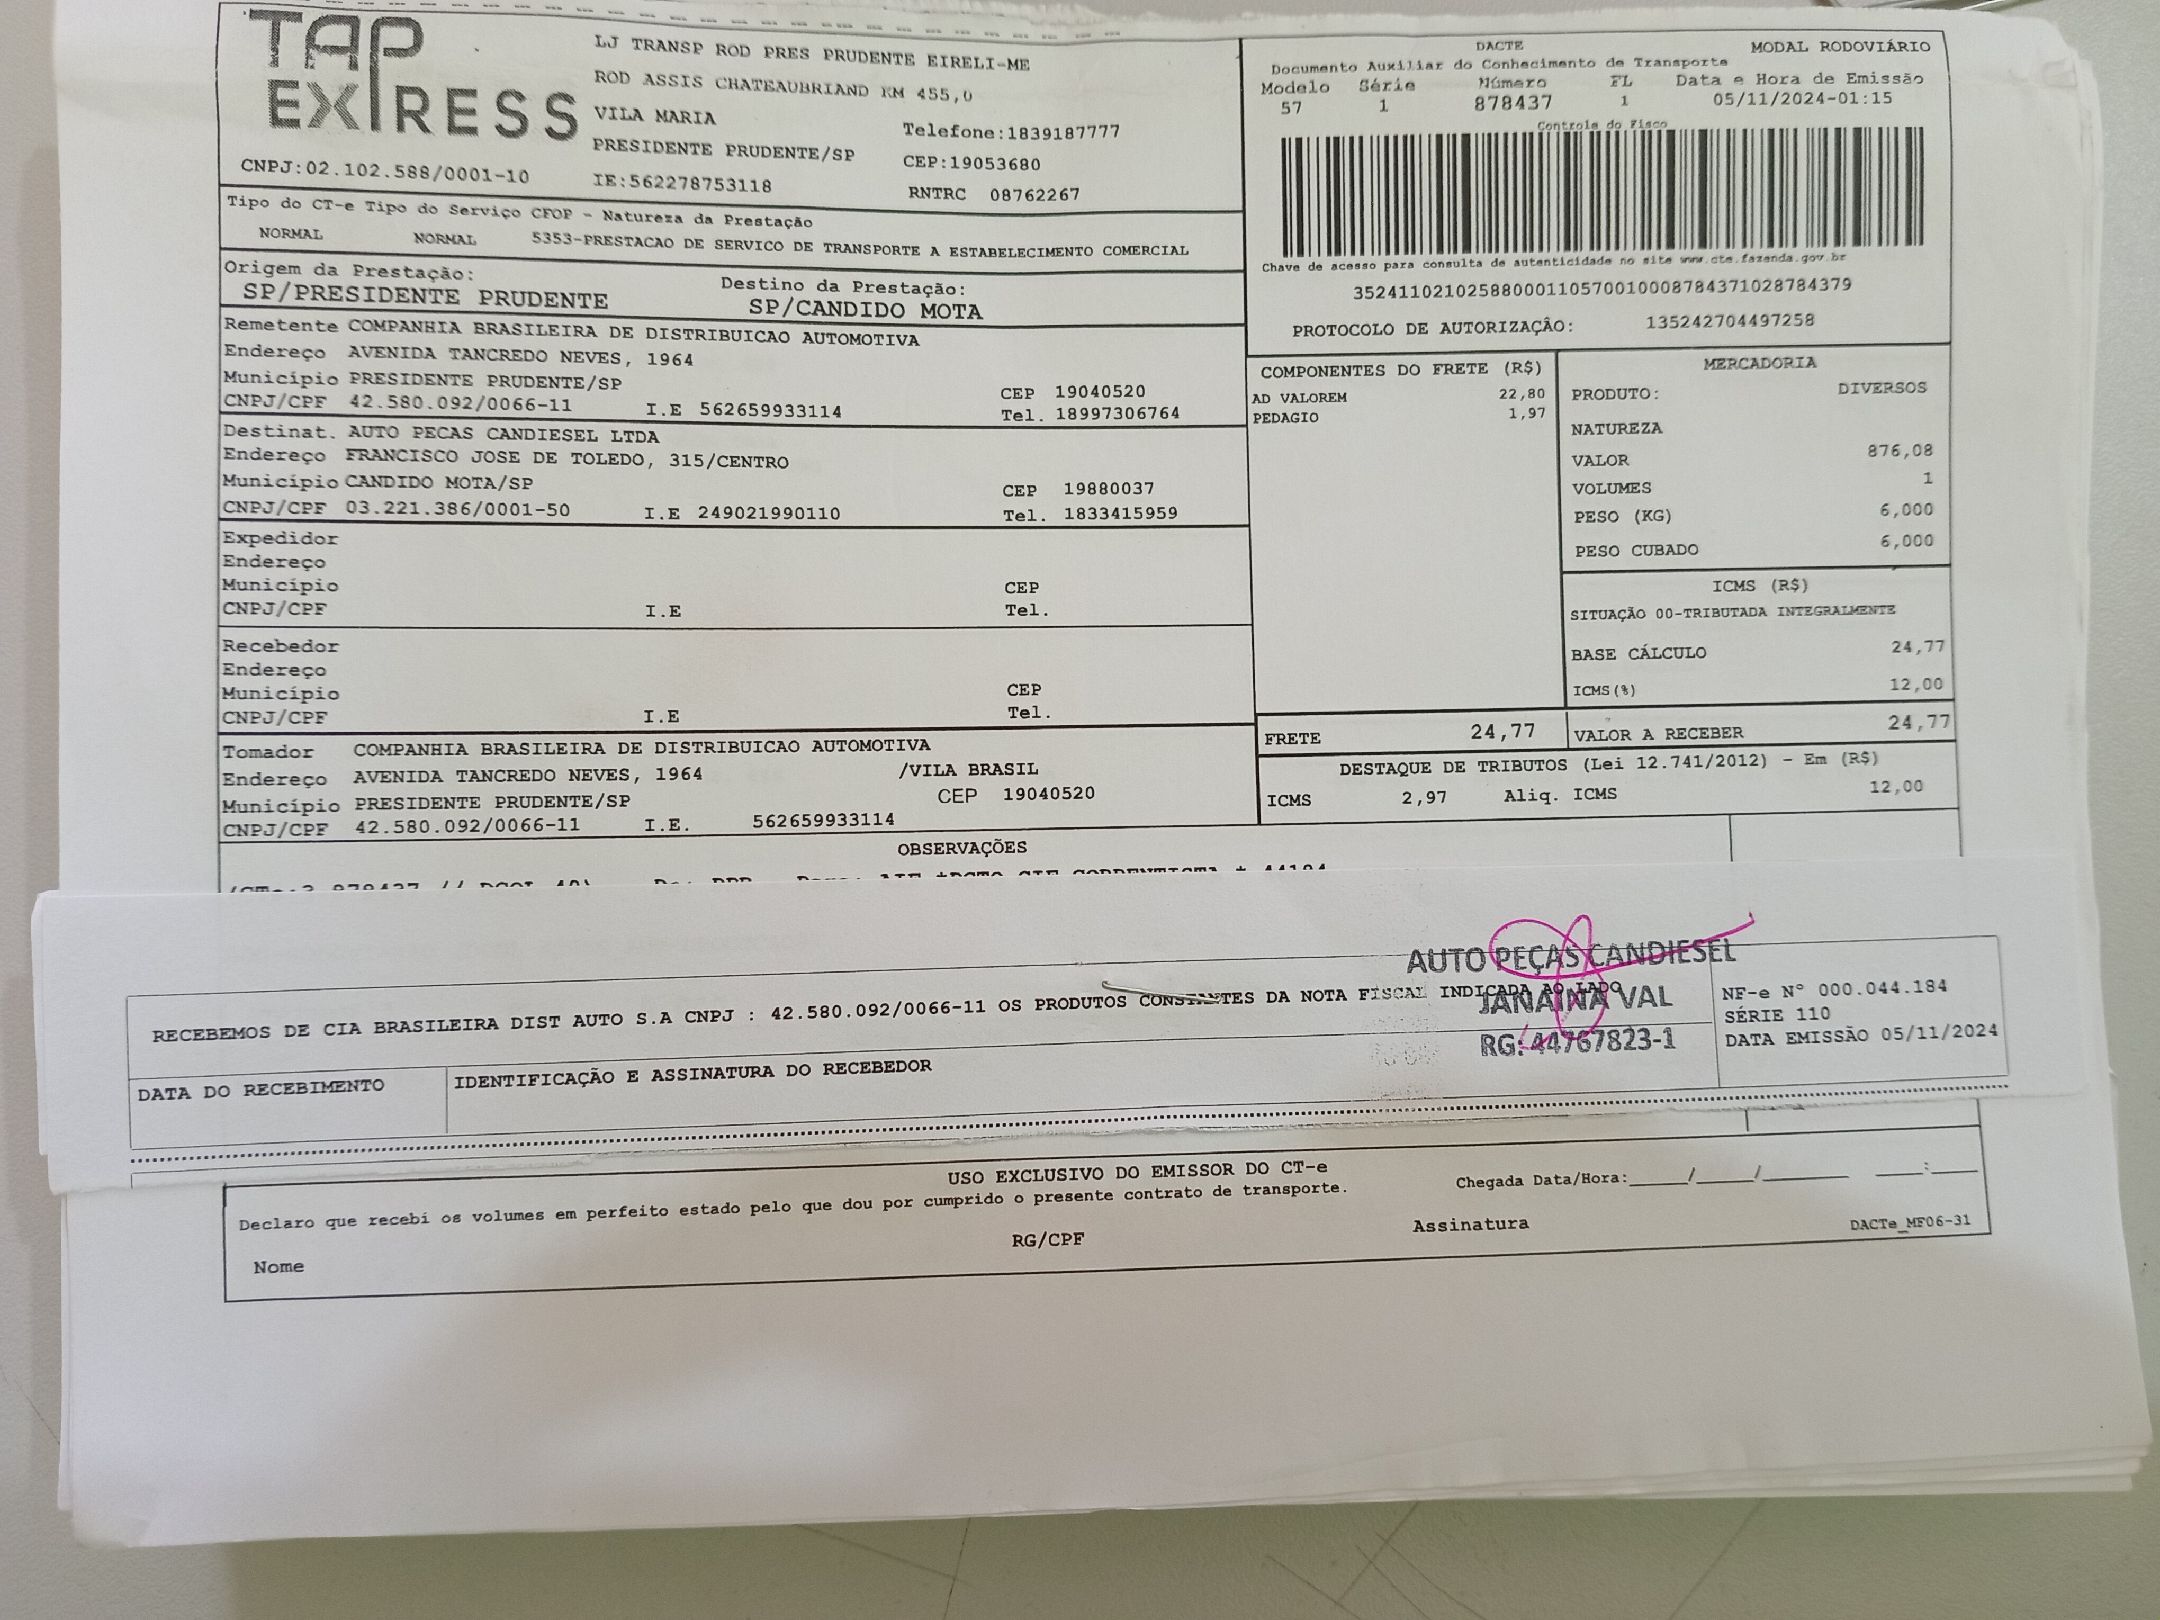 TAP EXPRESS
LJ TRANSP ROD PRES PRUDENTE EIRELI-ME
ROD ASSIS CHATEAUBRIAND KM 455,0
VILA MARIA
Telefone:1839187777
PRESIDENTE PRUDENTE/SP
CEP:19053680
CNPJ:02.102.588/0001-10
IE:562278753118
RNTRC 08762267
DACTE
MODAL RODOVIÁRIO
Documento Auxiliar do Conhecimento de Transporte
Modelo Série Número FL Data e Hora de Emissão
57 1 878437 1 05/11/2024-01:15
Controle do Fisco
Chave de acesso para consulta de autenticidade no site www.cte.fazenda.gov.br
35241102102588000110570010008784371028784379
PROTOCOLO DE AUTORIZAÇÃO: 135242704497258
Tipo do CT-e Tipo do Serviço CFOP - Natureza da Prestação
NORMAL NORMAL 5353-PRESTACAO DE SERVICO DE TRANSPORTE A ESTABELECIMENTO COMERCIAL
Origem da Prestação: Destino da Prestação:
SP/PRESIDENTE PRUDENTE SP/CANDIDO MOTA
Remetente COMPANHIA BRASILEIRA DE DISTRIBUICAO AUTOMOTIVA
Endereço AVENIDA TANCREDO NEVES, 1964
Município PRESIDENTE PRUDENTE/SP CEP 19040520
CNPJ/CPF 42.580.092/0066-11 I.E 562659933114 Tel. 18997306764
Destinat. AUTO PECAS CANDIESEL LTDA
Endereço FRANCISCO JOSE DE TOLEDO, 315/CENTRO
Município CANDIDO MOTA/SP CEP 19880037
CNPJ/CPF 03.221.386/0001-50 I.E 249021990110 Tel. 1833415959
Expedidor
Endereço
Município CEP
CNPJ/CPF I.E Tel.
Recebedor
Endereço
Município CEP
CNPJ/CPF I.E Tel.
Tomador COMPANHIA BRASILEIRA DE DISTRIBUICAO AUTOMOTIVA
Endereço AVENIDA TANCREDO NEVES, 1964 /VILA BRASIL
Município PRESIDENTE PRUDENTE/SP CEP 19040520
CNPJ/CPF 42.580.092/0066-11 I.E. 562659933114
COMPONENTES DO FRETE (R$)
AD VALOREM 22,80
PEDAGIO 1,97
MERCADORIA
PRODUTO: DIVERSOS
NATUREZA
VALOR 876,08
VOLUMES 1
PESO (KG) 6,000
PESO CUBADO 6,000
ICMS (R$)
SITUAÇÃO 00-TRIBUTADA INTEGRALMENTE
BASE CÁLCULO 24,77
ICMS(%) 12,00
FRETE 24,77 VALOR A RECEBER 24,77
DESTAQUE DE TRIBUTOS (Lei 12.741/2012) - Em (R$)
ICMS 2,97 Aliq. ICMS 12,00
OBSERVAÇÕES
AUTO PEÇAS CANDIESEL
JANAINA VAL
RG: 44767823-1
RECEBEMOS DE CIA BRASILEIRA DIST AUTO S.A CNPJ : 42.580.092/0066-11 OS PRODUTOS CONSTANTES DA NOTA FISCAL INDICADA AO LADO
NF-e N° 000.044.184
SÉRIE 110
DATA EMISSÃO 05/11/2024
DATA DO RECEBIMENTO IDENTIFICAÇÃO E ASSINATURA DO RECEBEDOR
USO EXCLUSIVO DO EMISSOR DO CT-e
Declaro que recebi os volumes em perfeito estado pelo que dou por cumprido o presente contrato de transporte.
Chegada Data/Hora:_____/_____/_______ ____:____
Nome RG/CPF Assinatura DACTe_MF06-31